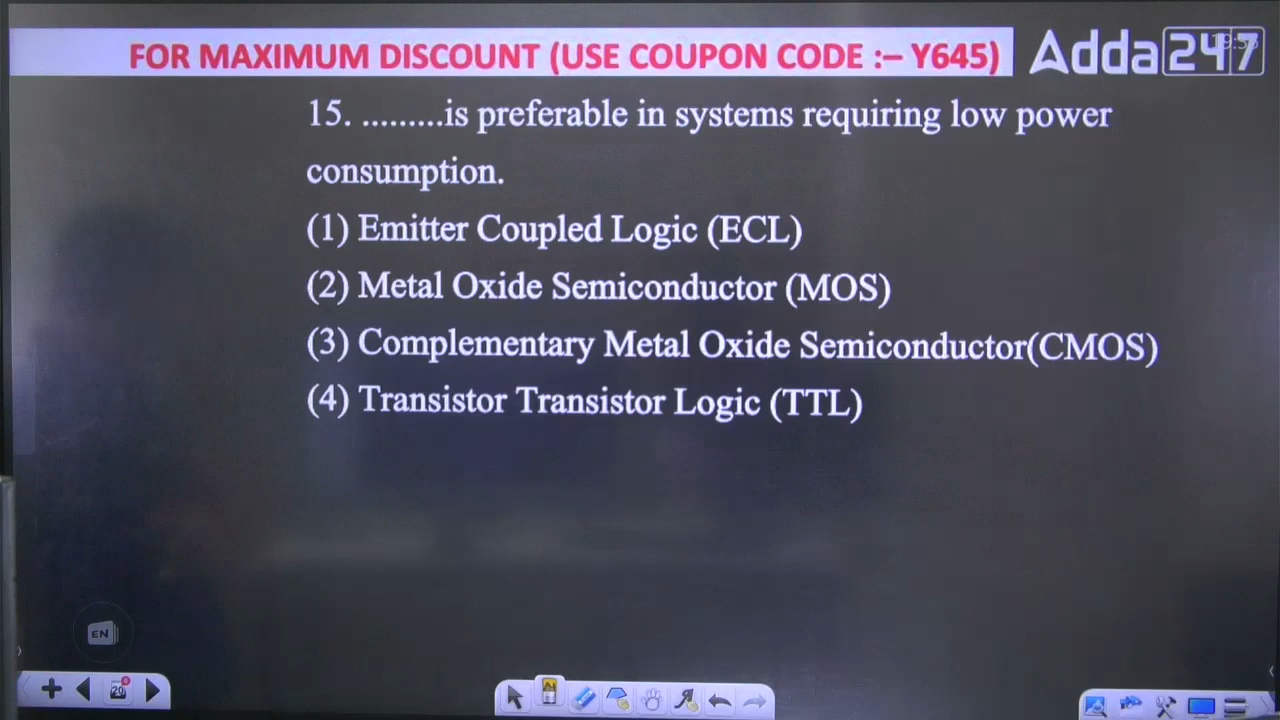 FOR MAXIMUM DISCOUNT (USE COUPON CODE :– Y645)
Adda247
19:55
15. .........is preferable in systems requiring low power
consumption.
(1) Emitter Coupled Logic (ECL)
(2) Metal Oxide Semiconductor (MOS)
(3) Complementary Metal Oxide Semiconductor(CMOS)
(4) Transistor Transistor Logic (TTL)
EN
20